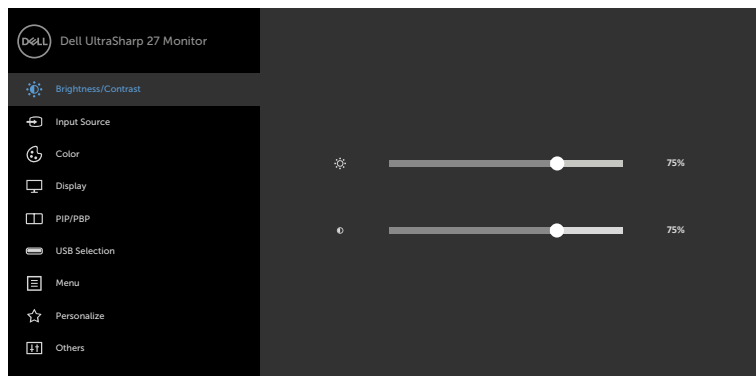 DELL
Dell UltraSharp 27 Monitor
Brightness/Contrast
Input Source
Color
Display
PIP/PBP
USB Selection
Menu
Personalize
Others
75%
75%